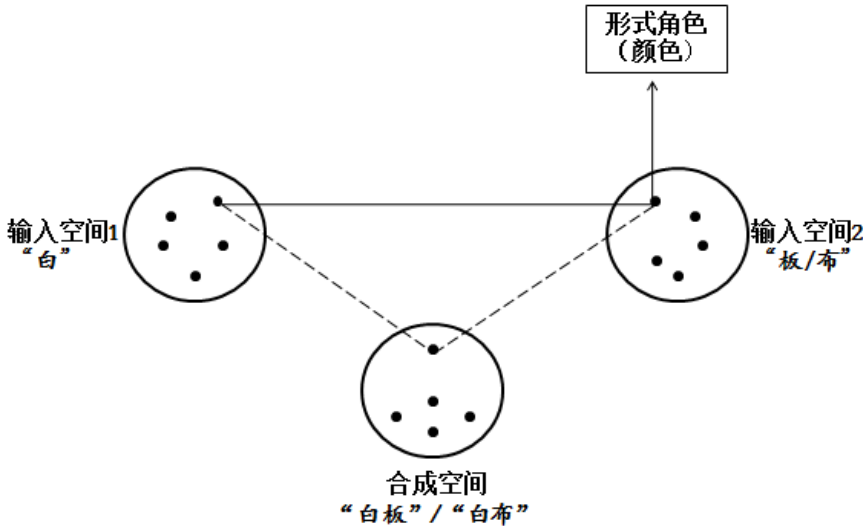 形式角色
（颜色）
输入空间1
“白”
输入空间2
“板/布”
合成空间
“白板”/“白布”